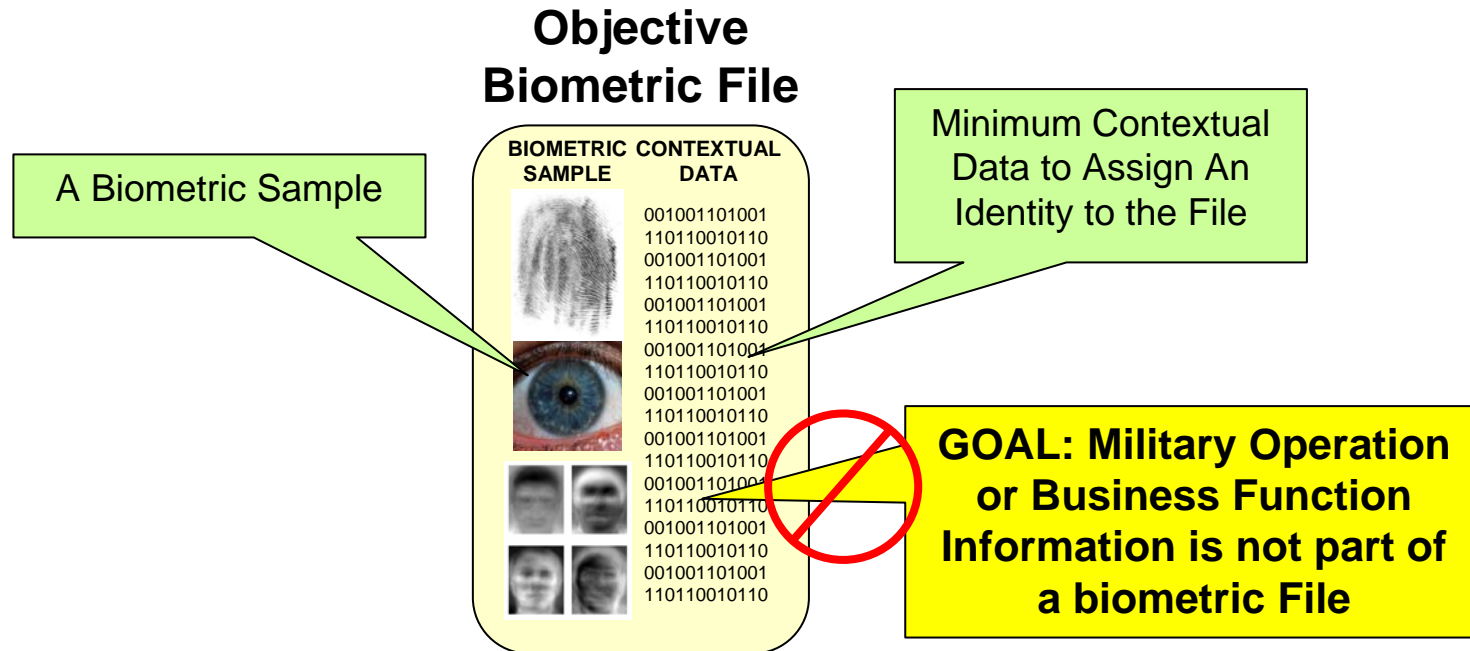 Objective
Biometric File
A Biometric Sample
BIOMETRIC
SAMPLE
CONTEXTUAL
DATA
001001101001
110110010110
001001101001
110110010110
001001101001
110110010110
001001101001
110110010110
001001101001
110110010110
001001101001
110110010110
001001101001
110110010110
001001101001
110110010110
001001101001
110110010110
Minimum Contextual
Data to Assign An
Identity to the File
GOAL: Military Operation
or Business Function
Information is not part of
a biometric File